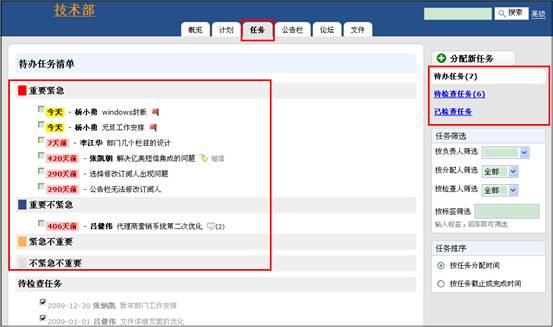 技术部
搜索 高级
概览 计划 任务 公告栏 论坛 文件
待办任务清单
重要紧急
今天 - 杨小勇 windows封账
今天 - 杨小勇 元旦工作安排
7天前 - 李江华 部门几个栏目的设计
420天前 - 张凯朝 解决亿美短信集成的问题 短信
290天前 - 选择修改订阅人出现问题
290天前 - 公告栏无法修改订阅人
重要不紧急
406天前 - 吕健伟 代理商营销系统第二次优化 (2)
紧急不重要
不紧急不重要
待检查任务
2009-12-30 张炳凯 新年部门工作安排
2009-01-01 吕健伟 文件详细页面的优化
分配新任务
待办任务(7)
待检查任务(6)
已检查任务
任务筛选
按负责人筛选
按分配人筛选 全部
按检查人筛选 全部
按标签筛选
输入标签，回车即可筛选
任务排序
按任务分配时间
按任务截止或完成时间